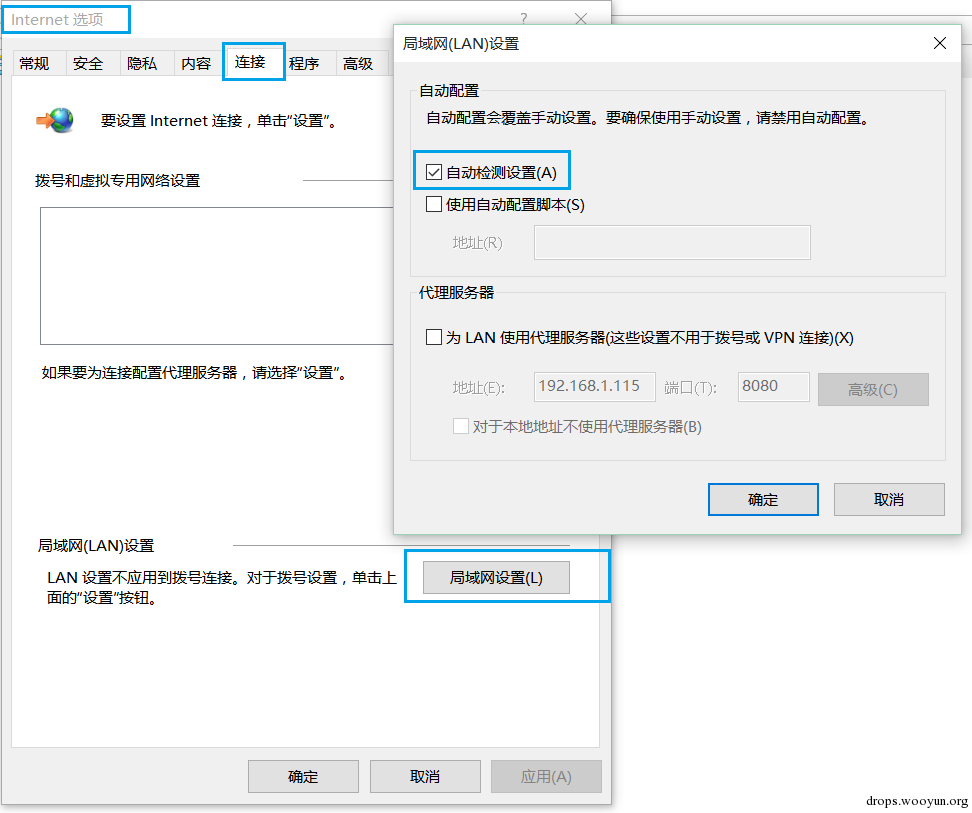 Internet 选项
?
常规 安全 隐私 内容 连接 程序 高级
要设置 Internet 连接，单击“设置”。
拨号和虚拟专用网络设置
如果要为连接配置代理服务器，请选择“设置”。
局域网(LAN)设置
LAN 设置不应用到拨号连接。对于拨号设置，单击上
面的“设置”按钮。
局域网设置(L)
确定 取消 应用(A)
局域网(LAN)设置
自动配置
自动配置会覆盖手动设置。要确保使用手动设置，请禁用自动配置。
自动检测设置(A)
使用自动配置脚本(S)
地址(R)
代理服务器
为 LAN 使用代理服务器(这些设置不用于拨号或 VPN 连接)(X)
地址(E): 192.168.1.115 端口(T): 8080 高级(C)
对于本地地址不使用代理服务器(B)
确定 取消
drops.wooyun.org